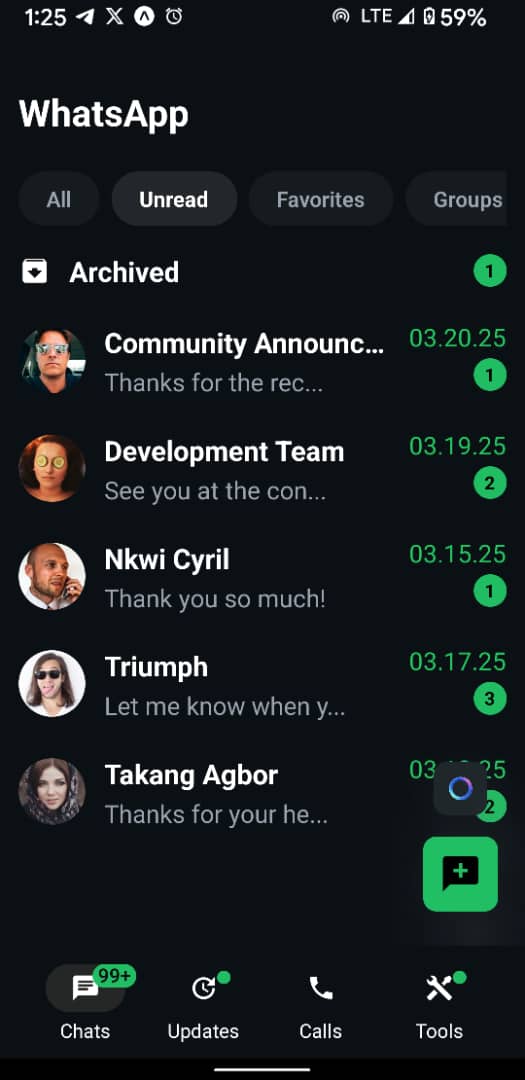 1:25 LTE 59%
WhatsApp
All Unread Favorites Groups
Archived 1
Community Announc... 03.20.25
Thanks for the rec... 1
Development Team 03.19.25
See you at the con... 2
Nkwi Cyril 03.15.25
Thank you so much! 1
Triumph 03.17.25
Let me know when y... 3
Takang Agbor
Thanks for your he... 2
99+
Chats Updates Calls Tools